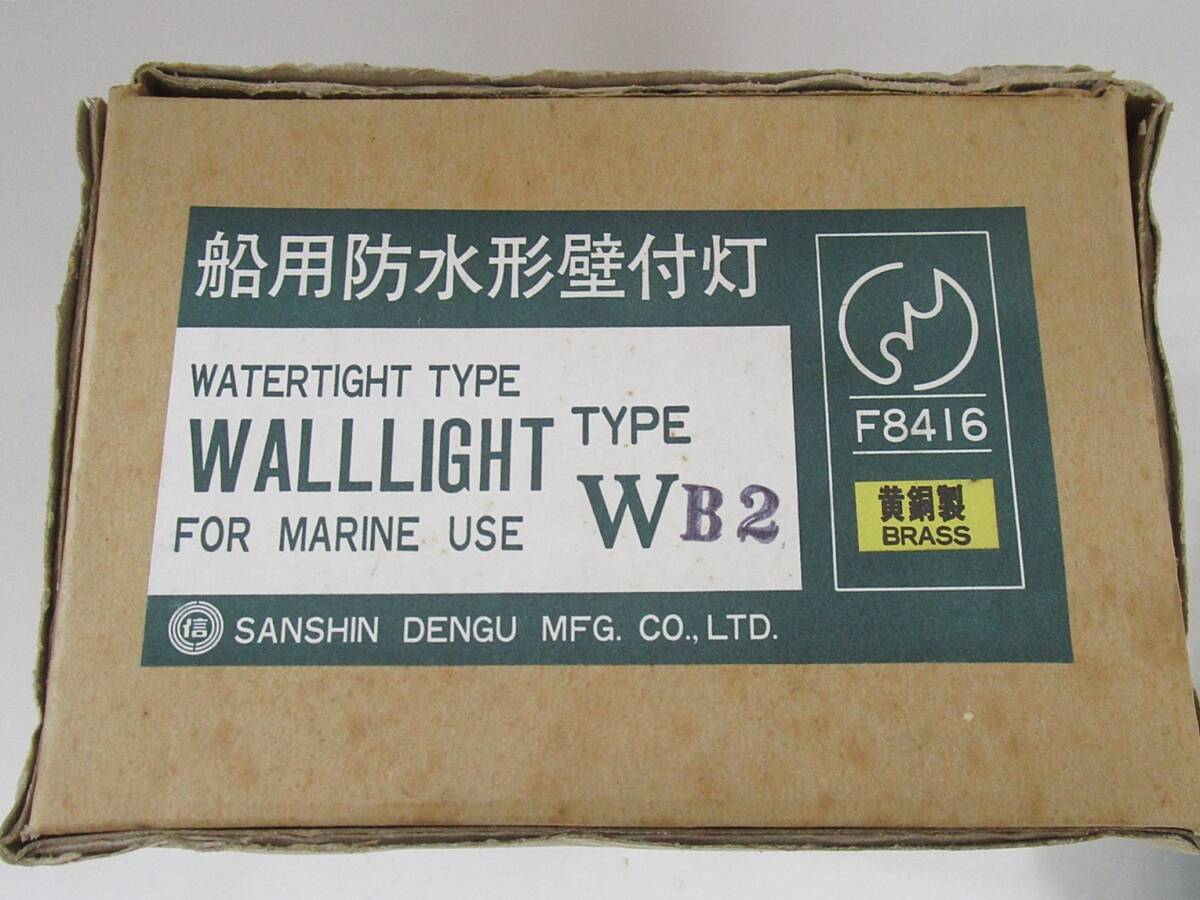 船用防水形壁付灯
WATERTIGHT TYPE
WALLLIGHT
FOR MARINE USE
TYPE
WB2
F8416
黄銅製
BRASS
信 SANSHIN DENGU MFG. CO., LTD.